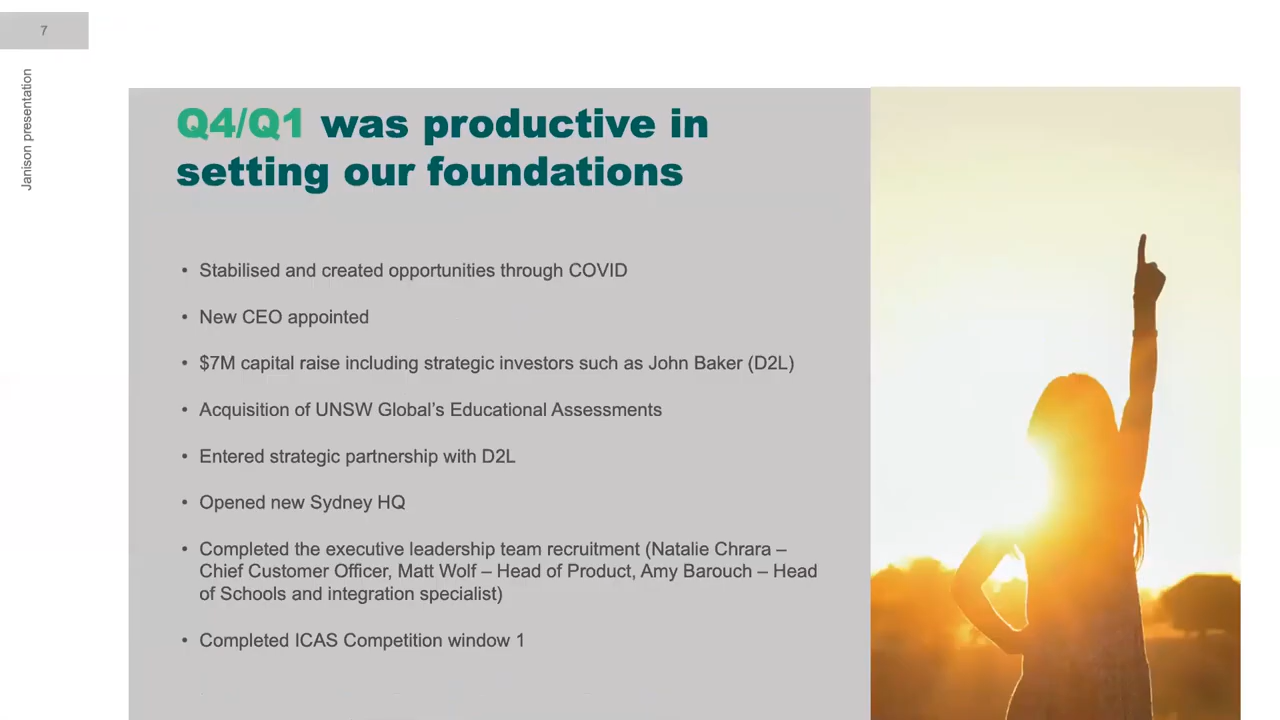 7
Janison presentation
Q4/Q1 was productive in
setting our foundations
• Stabilised and created opportunities through COVID
• New CEO appointed
• $7M capital raise including strategic investors such as John Baker (D2L)
• Acquisition of UNSW Global’s Educational Assessments
• Entered strategic partnership with D2L
• Opened new Sydney HQ
• Completed the executive leadership team recruitment (Natalie Chrara –
Chief Customer Officer, Matt Wolf – Head of Product, Amy Barouch – Head
of Schools and integration specialist)
• Completed ICAS Competition window 1